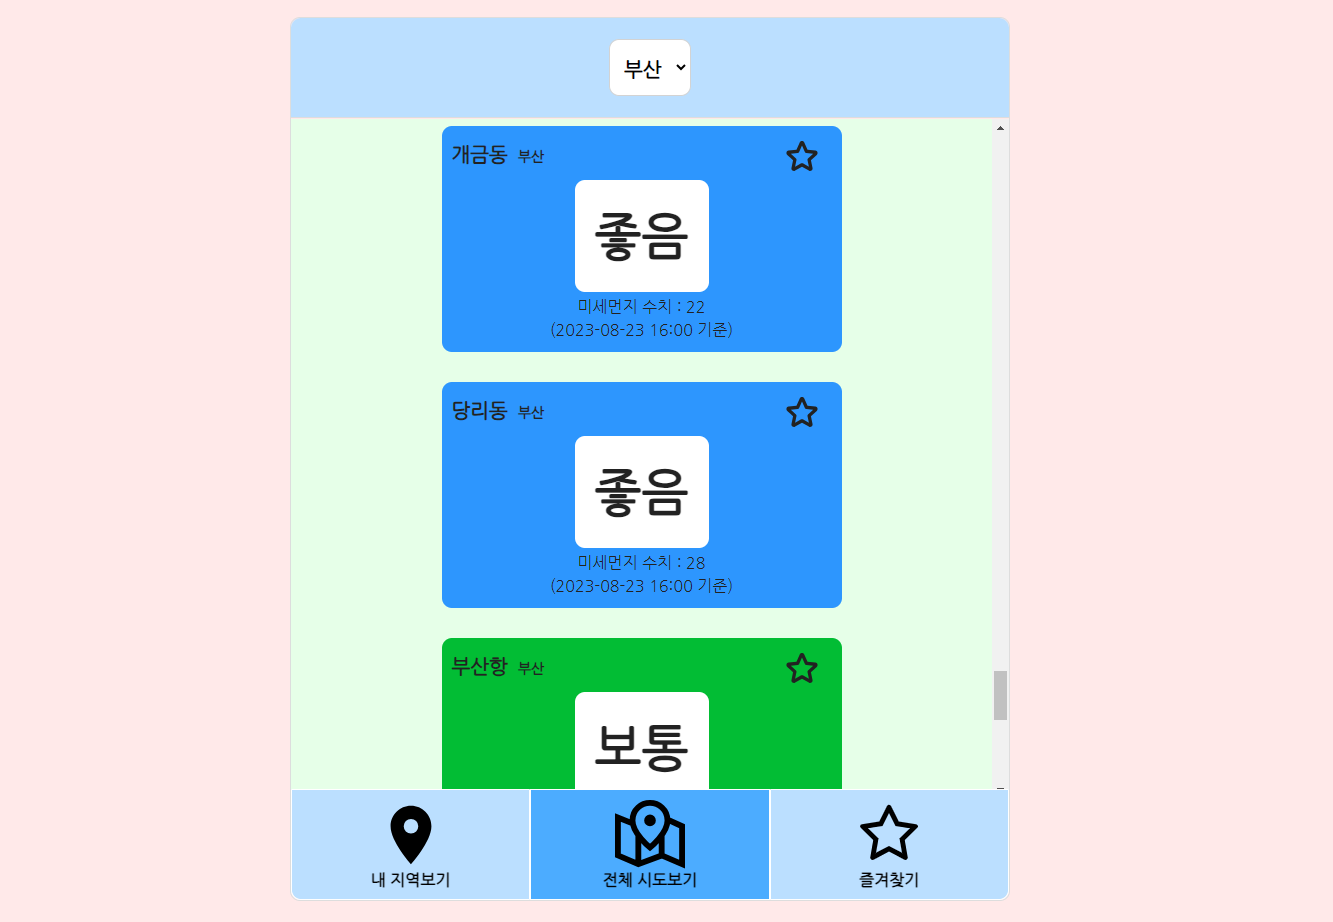 부산
개금동 부산
좋음
미세먼지 수치 : 22
(2023-08-23 16:00 기준)
당리동 부산
좋음
미세먼지 수치 : 28
(2023-08-23 16:00 기준)
부산항 부산
보통
내 지역보기
전체 시도보기
즐겨찾기